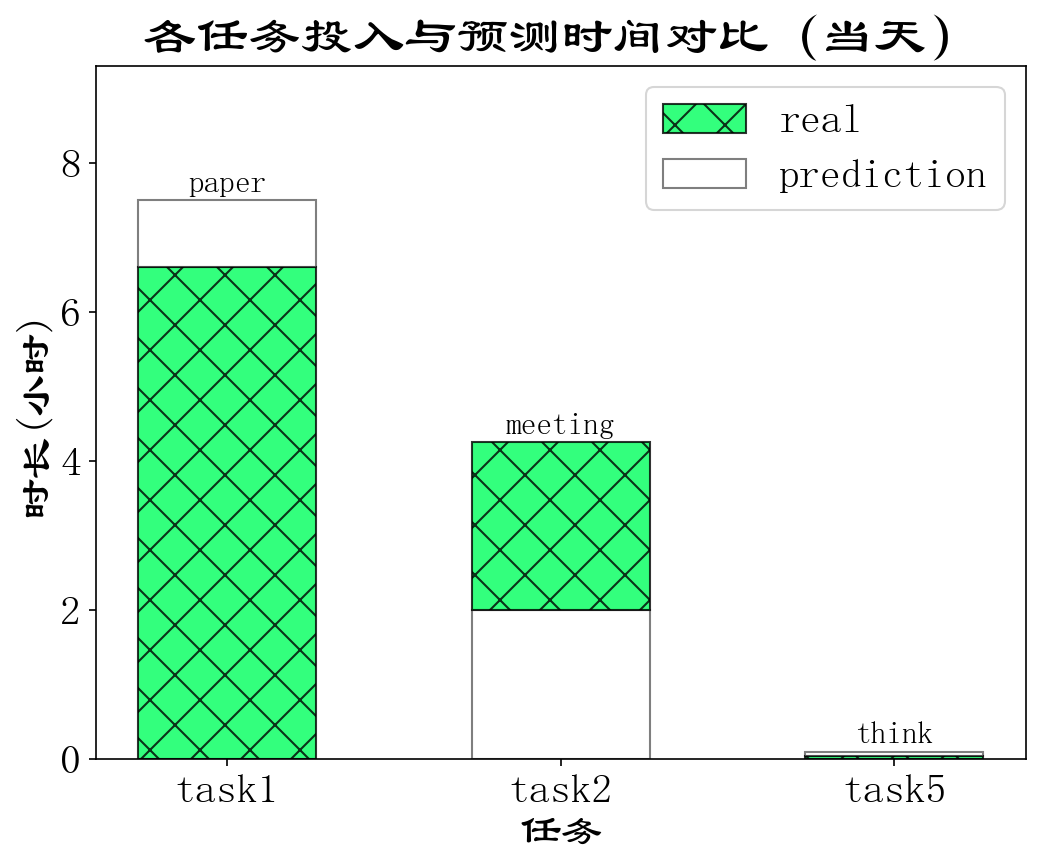 各任务投入与预测时间对比 (当天)
real
prediction
8
6
4
2
0
时长(小时)
paper
meeting
think
task1
task2
task5
任务